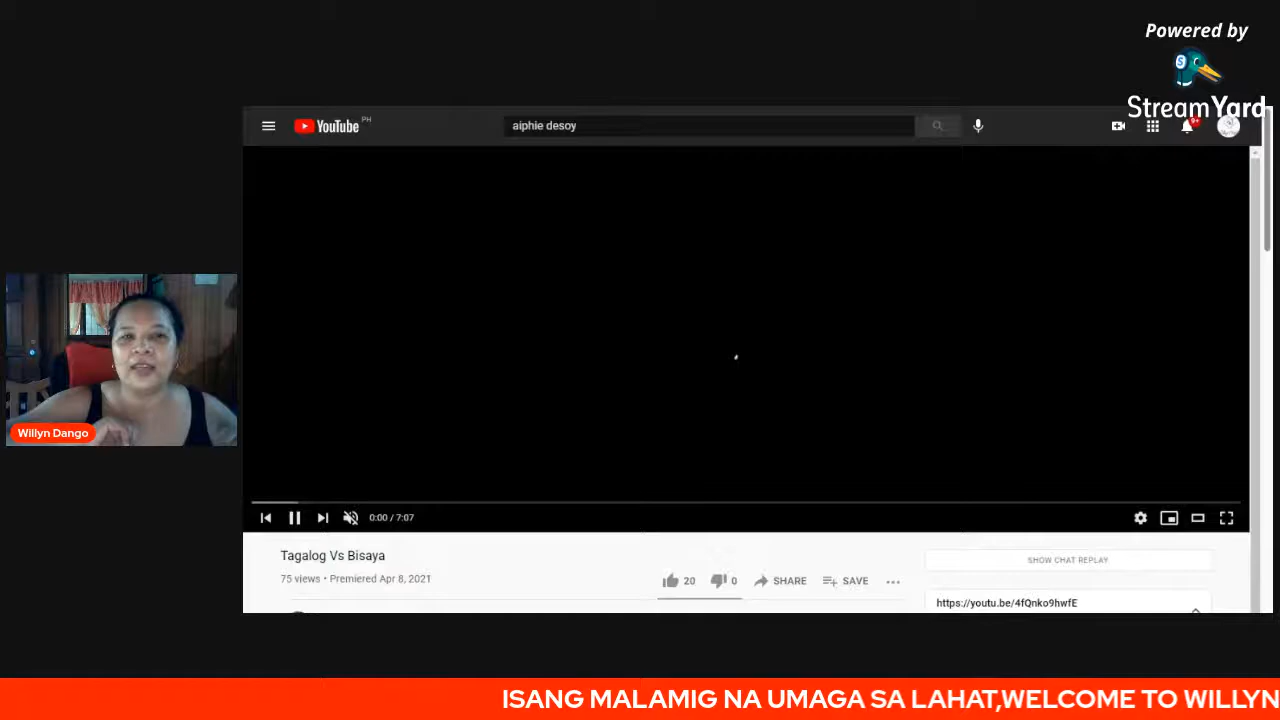 Powered by
StreamYard
YouTube PH
aiphie desoy
9+
Willyn Dango
0:00 / 7:07
Tagalog Vs Bisaya
75 views • Premiered Apr 8, 2021
20
0
SHARE
SAVE
SHOW CHAT REPLAY
https://youtu.be/4fQnko9hwfE
ISANG MALAMIG NA UMAGA SA LAHAT,WELCOME TO WILLYN